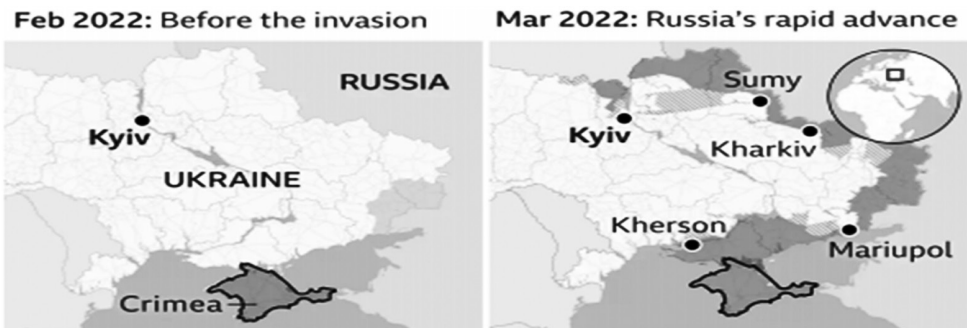 Feb 2022: Before the invasion
RUSSIA
Kyiv
UKRAINE
Crimea
Mar 2022: Russia's rapid advance
Sumy
Kyiv
Kharkiv
Kherson
Mariupol